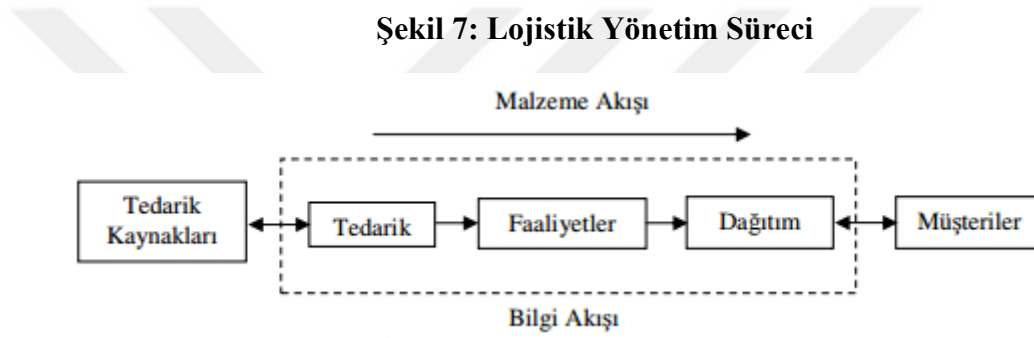 Şekil 7: Lojistik Yönetim Süreci
Malzeme Akışı
Tedarik
Kaynakları
Tedarik
Faaliyetler
Dağıtım
Müşteriler
Bilgi Akışı